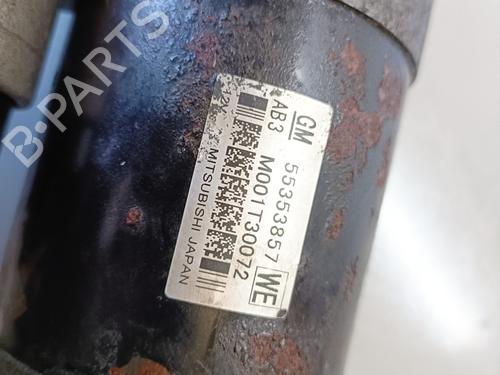 B-PARTS
GM 55353857 WE
AB3
M001T30072
MITSUBISHI JAPAN